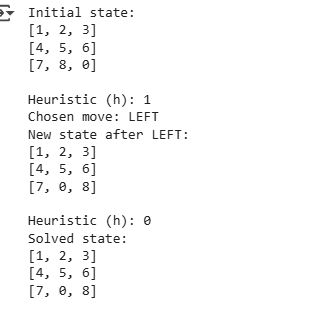 Initial state:
[1, 2, 3]
[4, 5, 6]
[7, 8, 0]
Heuristic (h): 1
Chosen move: LEFT
New state after LEFT:
[1, 2, 3]
[4, 5, 6]
[7, 0, 8]
Heuristic (h): 0
Solved state:
[1, 2, 3]
[4, 5, 6]
[7, 0, 8]